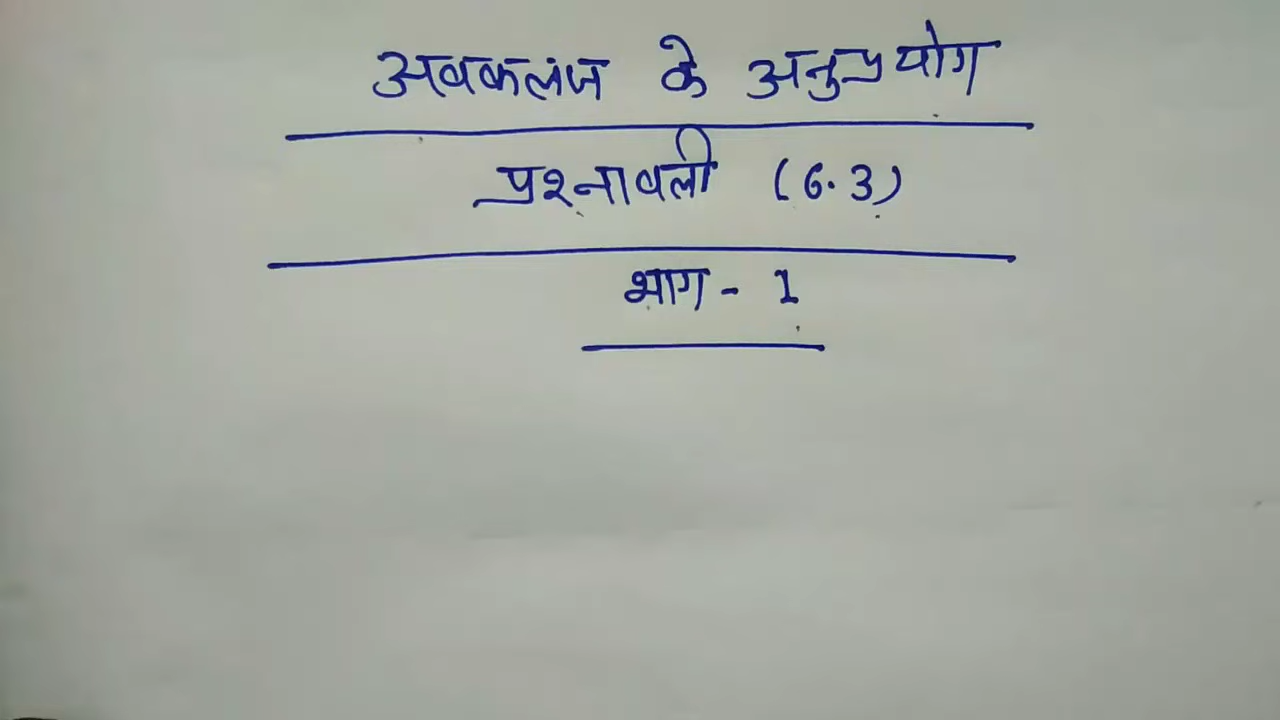 अवकलज के अनुप्रयोग
प्रश्नावली (6.3)
भाग - 1